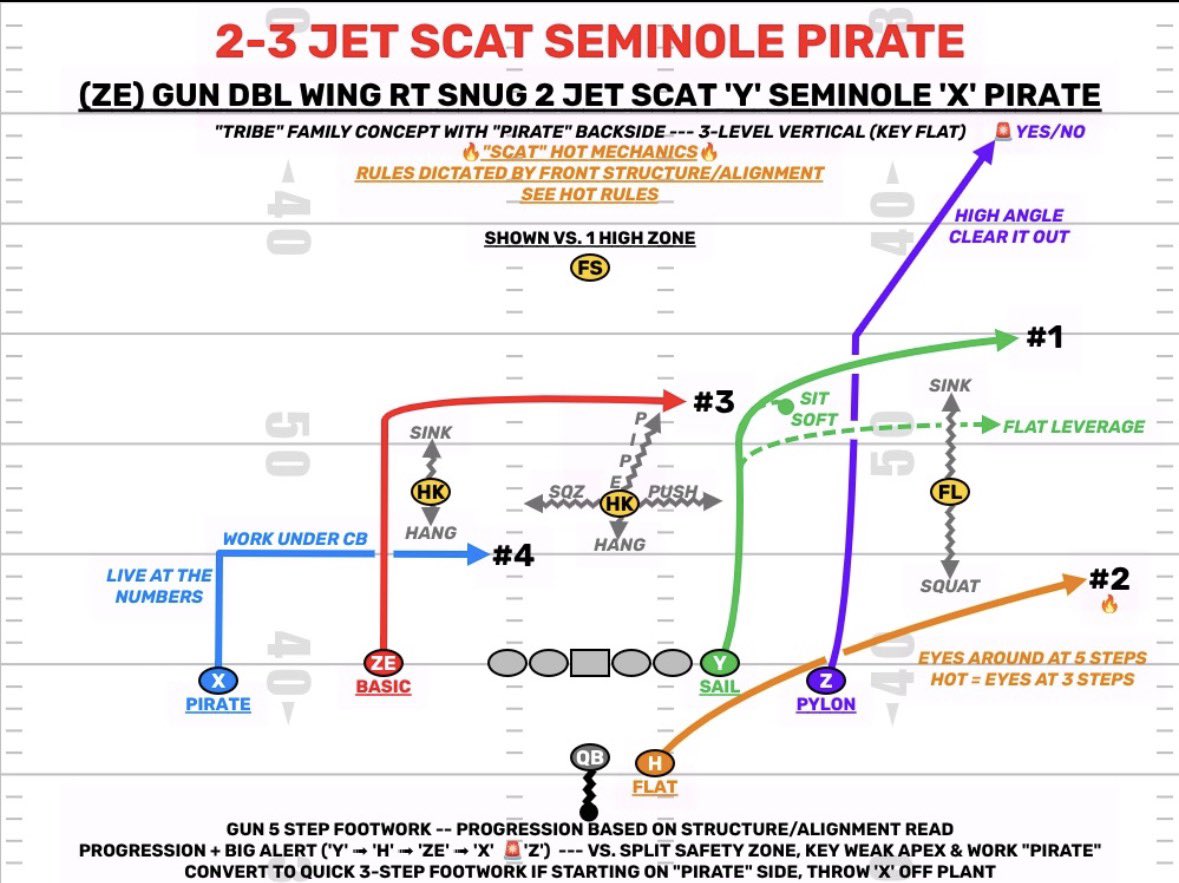 2-3 JET SCAT SEMINOLE PIRATE
(ZE) GUN DBL WING RT SNUG 2 JET SCAT 'Y' SEMINOLE 'X' PIRATE
"TRIBE" FAMILY CONCEPT WITH "PIRATE" BACKSIDE --- 3-LEVEL VERTICAL (KEY FLAT) 🚨 YES/NO
🔥"SCAT" HOT MECHANICS🔥
RULES DICTATED BY FRONT STRUCTURE/ALIGNMENT
SEE HOT RULES
40
3
40
HIGH ANGLE
CLEAR IT OUT
SHOWN VS. 1 HIGH ZONE
FS
#1
SINK
#3
SIT
SOFT
FLAT LEVERAGE
50
50
SINK
PIPE
HK
SQZ
HK
PUSH
FL
HANG
HANG
WORK UNDER CB
#4
LIVE AT THE
NUMBERS
SQUAT
#2
🔥
40
40
EYES AROUND AT 5 STEPS
HOT = EYES AT 3 STEPS
X
PIRATE
ZE
BASIC
Y
SAIL
Z
PYLON
QB
H
FLAT
GUN 5 STEP FOOTWORK -- PROGRESSION BASED ON STRUCTURE/ALIGNMENT READ
PROGRESSION + BIG ALERT ('Y' → 'H' → 'ZE' → 'X' 🚨'Z') --- VS. SPLIT SAFETY ZONE, KEY WEAK APEX & WORK "PIRATE"
CONVERT TO QUICK 3-STEP FOOTWORK IF STARTING ON "PIRATE" SIDE, THROW 'X' OFF PLANT